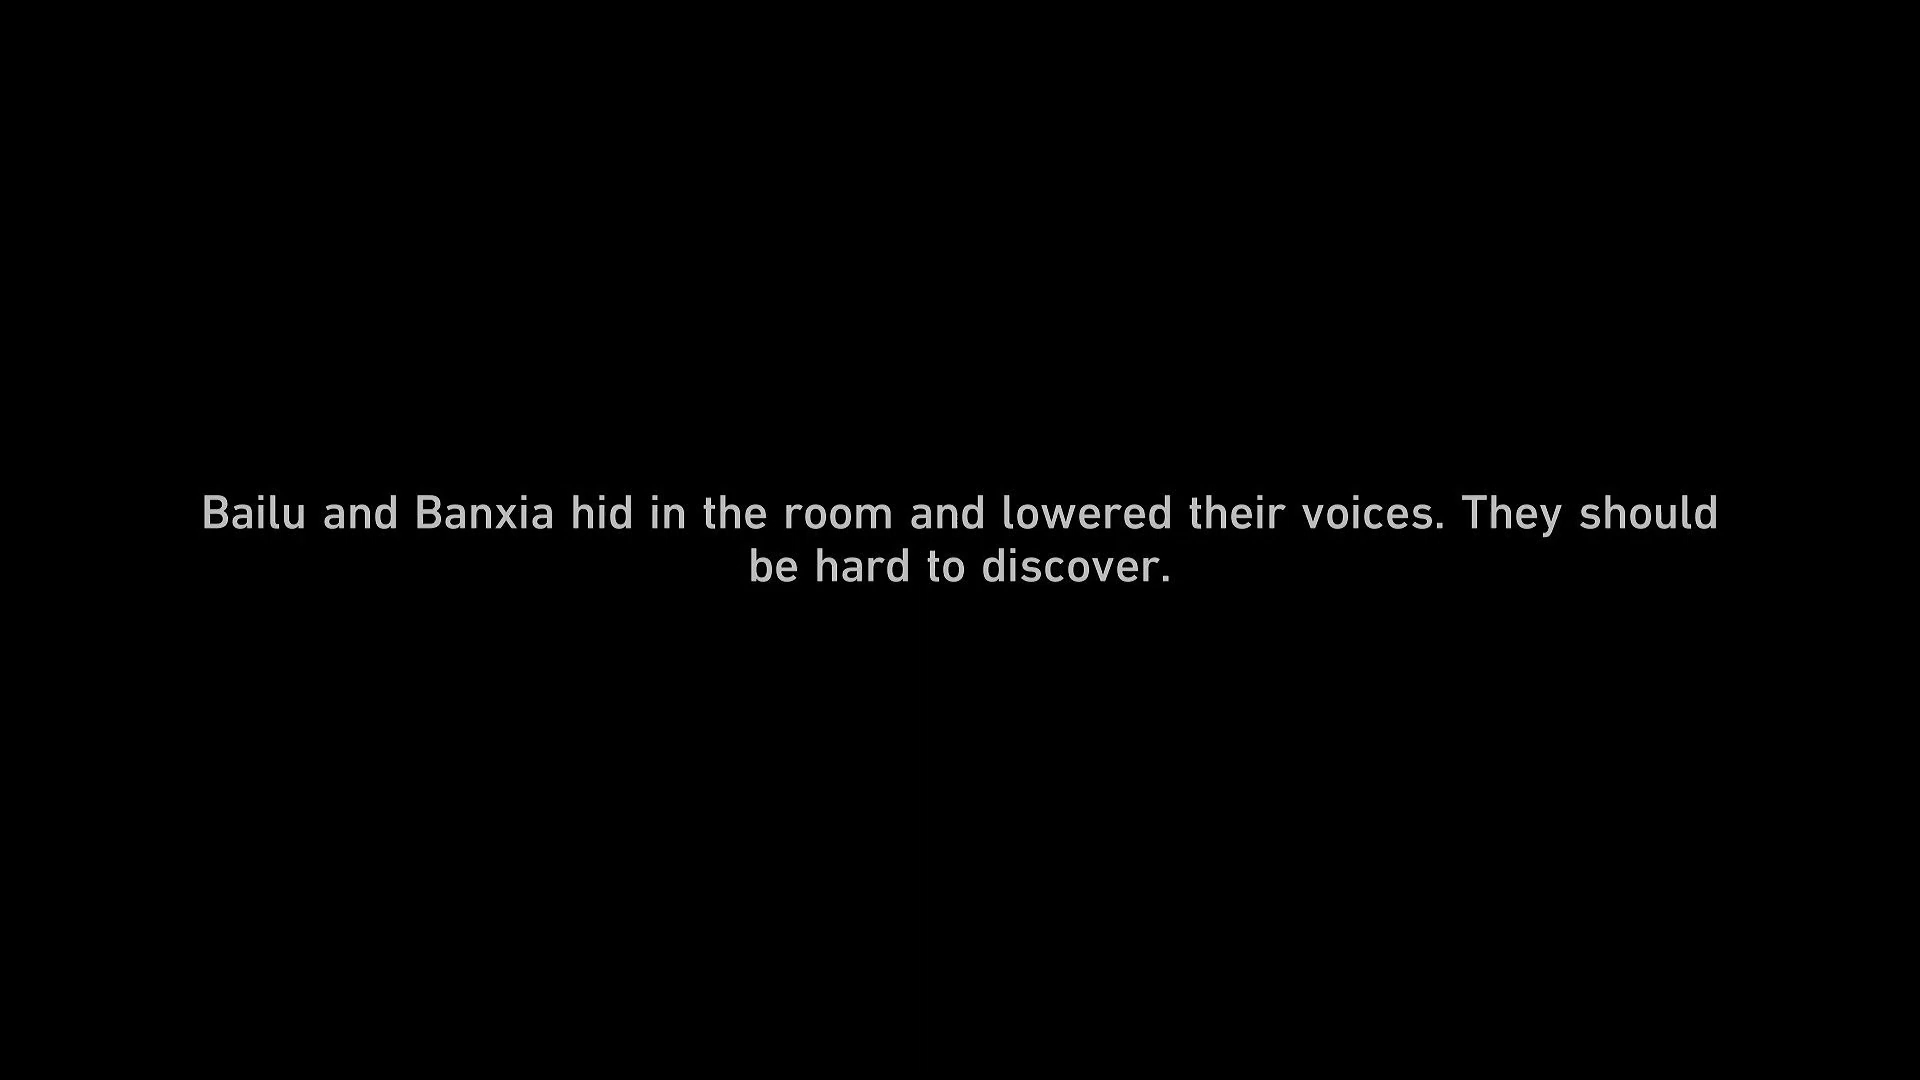 Bailu and Banxia hid in the room and lowered their voices. They should
be hard to discover.